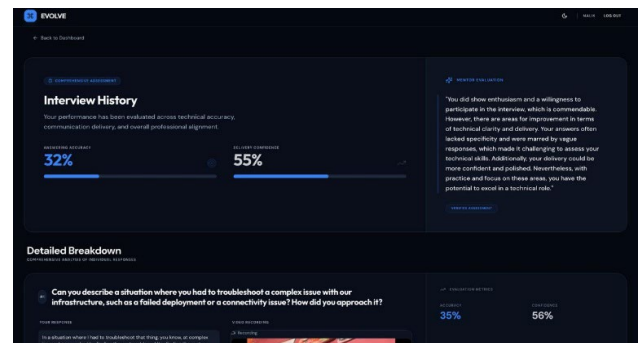 EVOLVE
MALIK
LOG OUT
← Back to Dashboard
COMPREHENSIVE ASSESSMENT
Interview History
Your performance has been evaluated across technical accuracy,
communication delivery, and overall professional alignment.
ANSWERING ACCURACY
32%
DELIVERY CONFIDENCE
55%
MENTOR EVALUATION
"You did show enthusiasm and a willingness to
participate in the interview, which is commendable.
However, there are areas for improvement in terms
of technical clarity and delivery. Your answers often
lacked specificity and were marred by vague
responses, which made it challenging to assess your
technical skills. Additionally, your delivery could be
more confident and polished. Nevertheless, with
practice and focus on these areas, you have the
potential to excel in a technical role."
VERIFIED ASSESSMENT
Detailed Breakdown
COMPREHENSIVE ANALYSIS OF INDIVIDUAL RESPONSES
Can you describe a situation where you had to troubleshoot a complex issue with our
infrastructure, such as a failed deployment or a connectivity issue? How did you approach it?
YOUR RESPONSE
In a situation where I had to troubleshoot that thing, you know, at complex
VIDEO RECORDING
Recording
EVALUATION METRICS
ACCURACY
35%
CONFIDENCE
56%